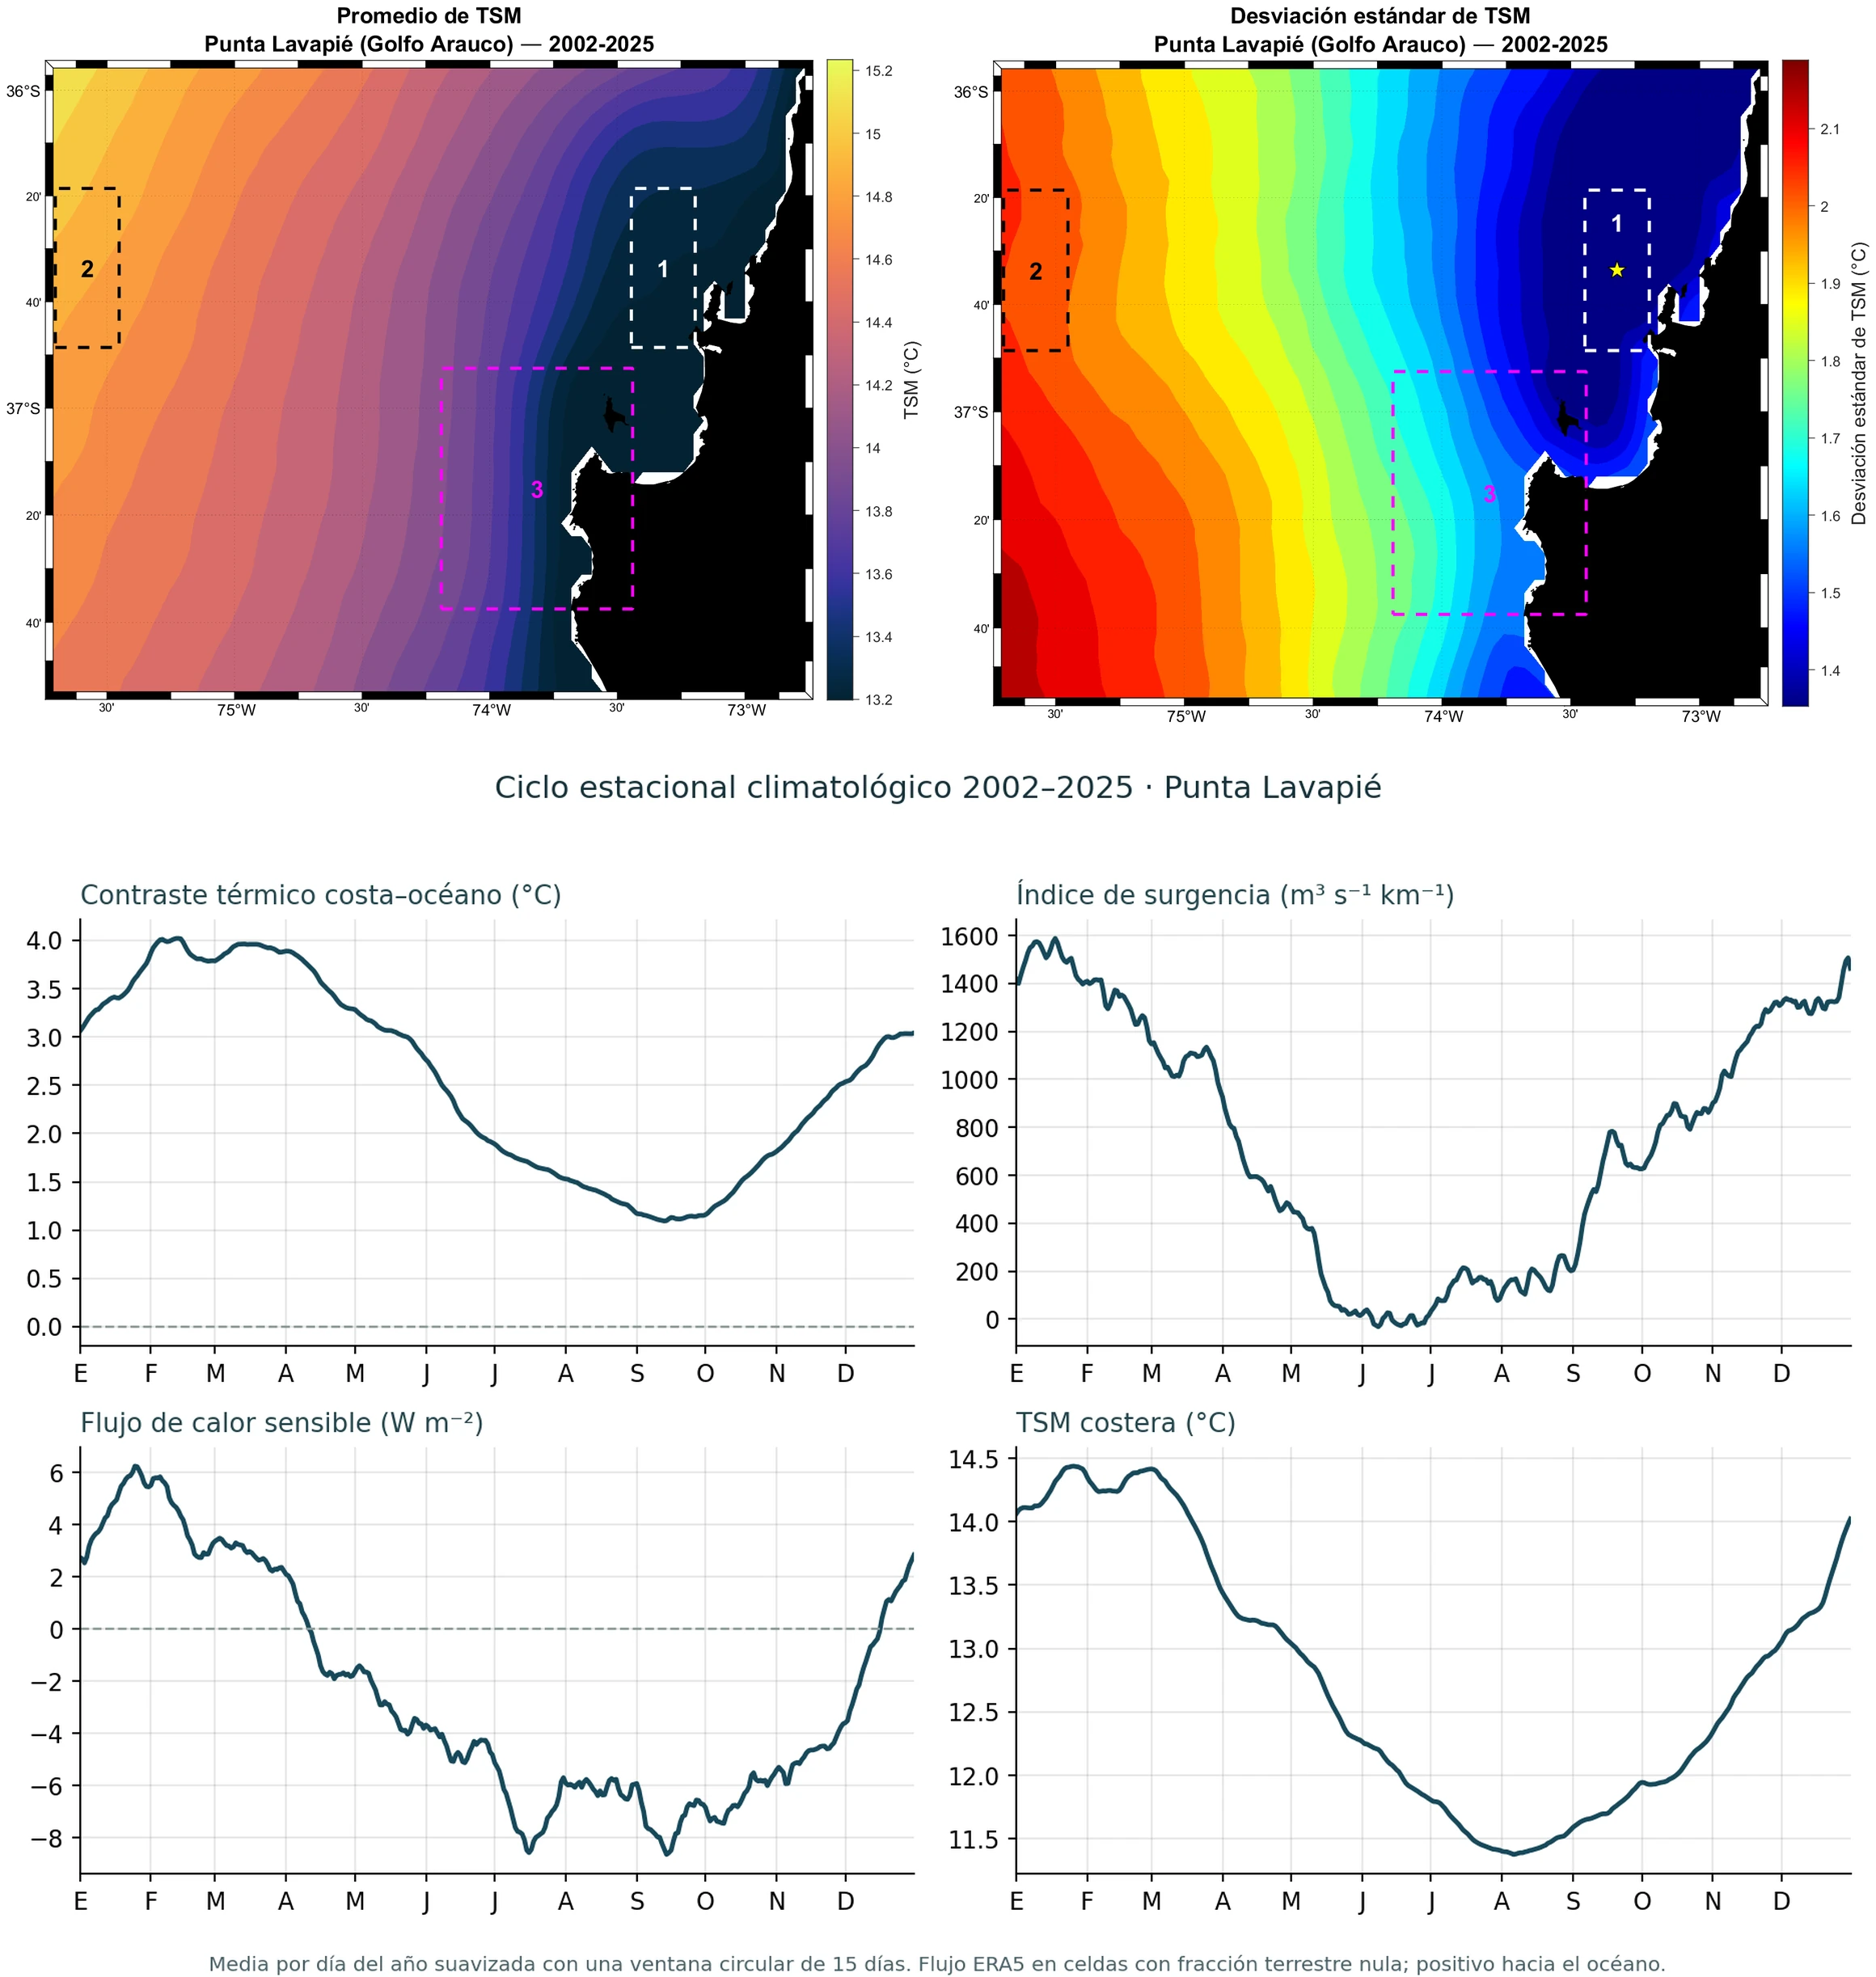 Promedio de TSM
Punta Lavapié (Golfo Arauco) — 2002-2025
36°S
20'
40'
37°S
20'
40'
30'
75°W
30'
74°W
30'
73°W
2
1
3
15.2
15
14.8
14.6
14.4
14.2
14
13.8
13.6
13.4
13.2
TSM (°C)
Desviación estándar de TSM
Punta Lavapié (Golfo Arauco) — 2002-2025
36°S
20'
40'
37°S
20'
40'
30'
75°W
30'
74°W
30'
73°W
2
1
3
2.1
2
1.9
1.8
1.7
1.6
1.5
1.4
Desviación estándar de TSM (°C)
Ciclo estacional climatológico 2002–2025 · Punta Lavapié
Contraste térmico costa–océano (°C)
4.0
3.5
3.0
2.5
2.0
1.5
1.0
0.5
0.0
E F M A M J J A S O N D
Índice de surgencia (m³ s⁻¹ km⁻¹)
1600
1400
1200
1000
800
600
400
200
0
E F M A M J J A S O N D
Flujo de calor sensible (W m⁻²)
6
4
2
0
−2
−4
−6
−8
E F M A M J J A S O N D
TSM costera (°C)
14.5
14.0
13.5
13.0
12.5
12.0
11.5
E F M A M J J A S O N D
Media por día del año suavizada con una ventana circular de 15 días. Flujo ERA5 en celdas con fracción terrestre nula; positivo hacia el océano.